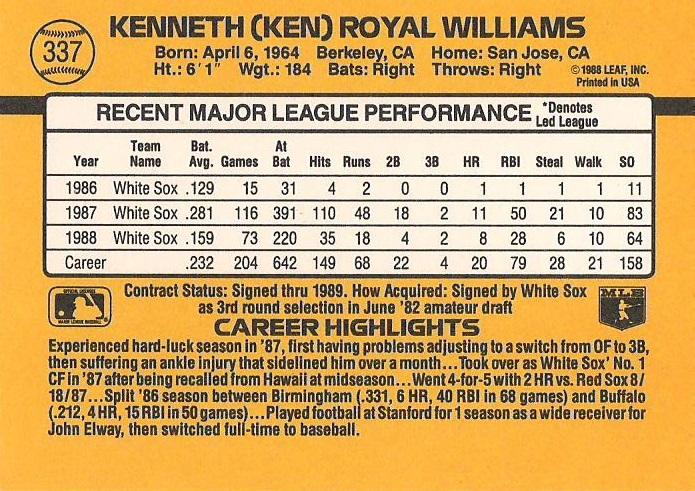 337
KENNETH (KEN) ROYAL WILLIAMS
Born: April 6, 1964 Berkeley, CA Home: San Jose, CA
Ht.: 6'1" Wgt.: 184 Bats: Right Throws: Right
©1988 LEAF, INC.
Printed in USA
RECENT MAJOR LEAGUE PERFORMANCE
*Denotes
Led League
Year Team Name Bat. Avg. Games At Bat Hits Runs 2B 3B HR RBI Steal Walk SO
1986 White Sox .129 15 31 4 2 0 0 1 1 1 1 11
1987 White Sox .281 116 391 110 48 18 2 11 50 21 10 83
1988 White Sox .159 73 220 35 18 4 2 8 28 6 10 64
Career .232 204 642 149 68 22 4 20 79 28 21 158
Contract Status: Signed thru 1989. How Acquired: Signed by White Sox
as 3rd round selection in June '82 amateur draft
MAJOR LEAGUE BASEBALL
MLB
CAREER HIGHLIGHTS
Experienced hard-luck season in '87, first having problems adjusting to a switch from OF to 3B,
then suffering an ankle injury that sidelined him over a month...Took over as White Sox' No. 1
CF in '87 after being recalled from Hawaii at midseason...Went 4-for-5 with 2 HR vs. Red Sox 8/
18/87...Split '86 season between Birmingham (.331, 6 HR, 40 RBI in 68 games) and Buffalo
(.212, 4 HR, 15 RBI in 50 games)...Played football at Stanford for 1 season as a wide receiver for
John Elway, then switched full-time to baseball.